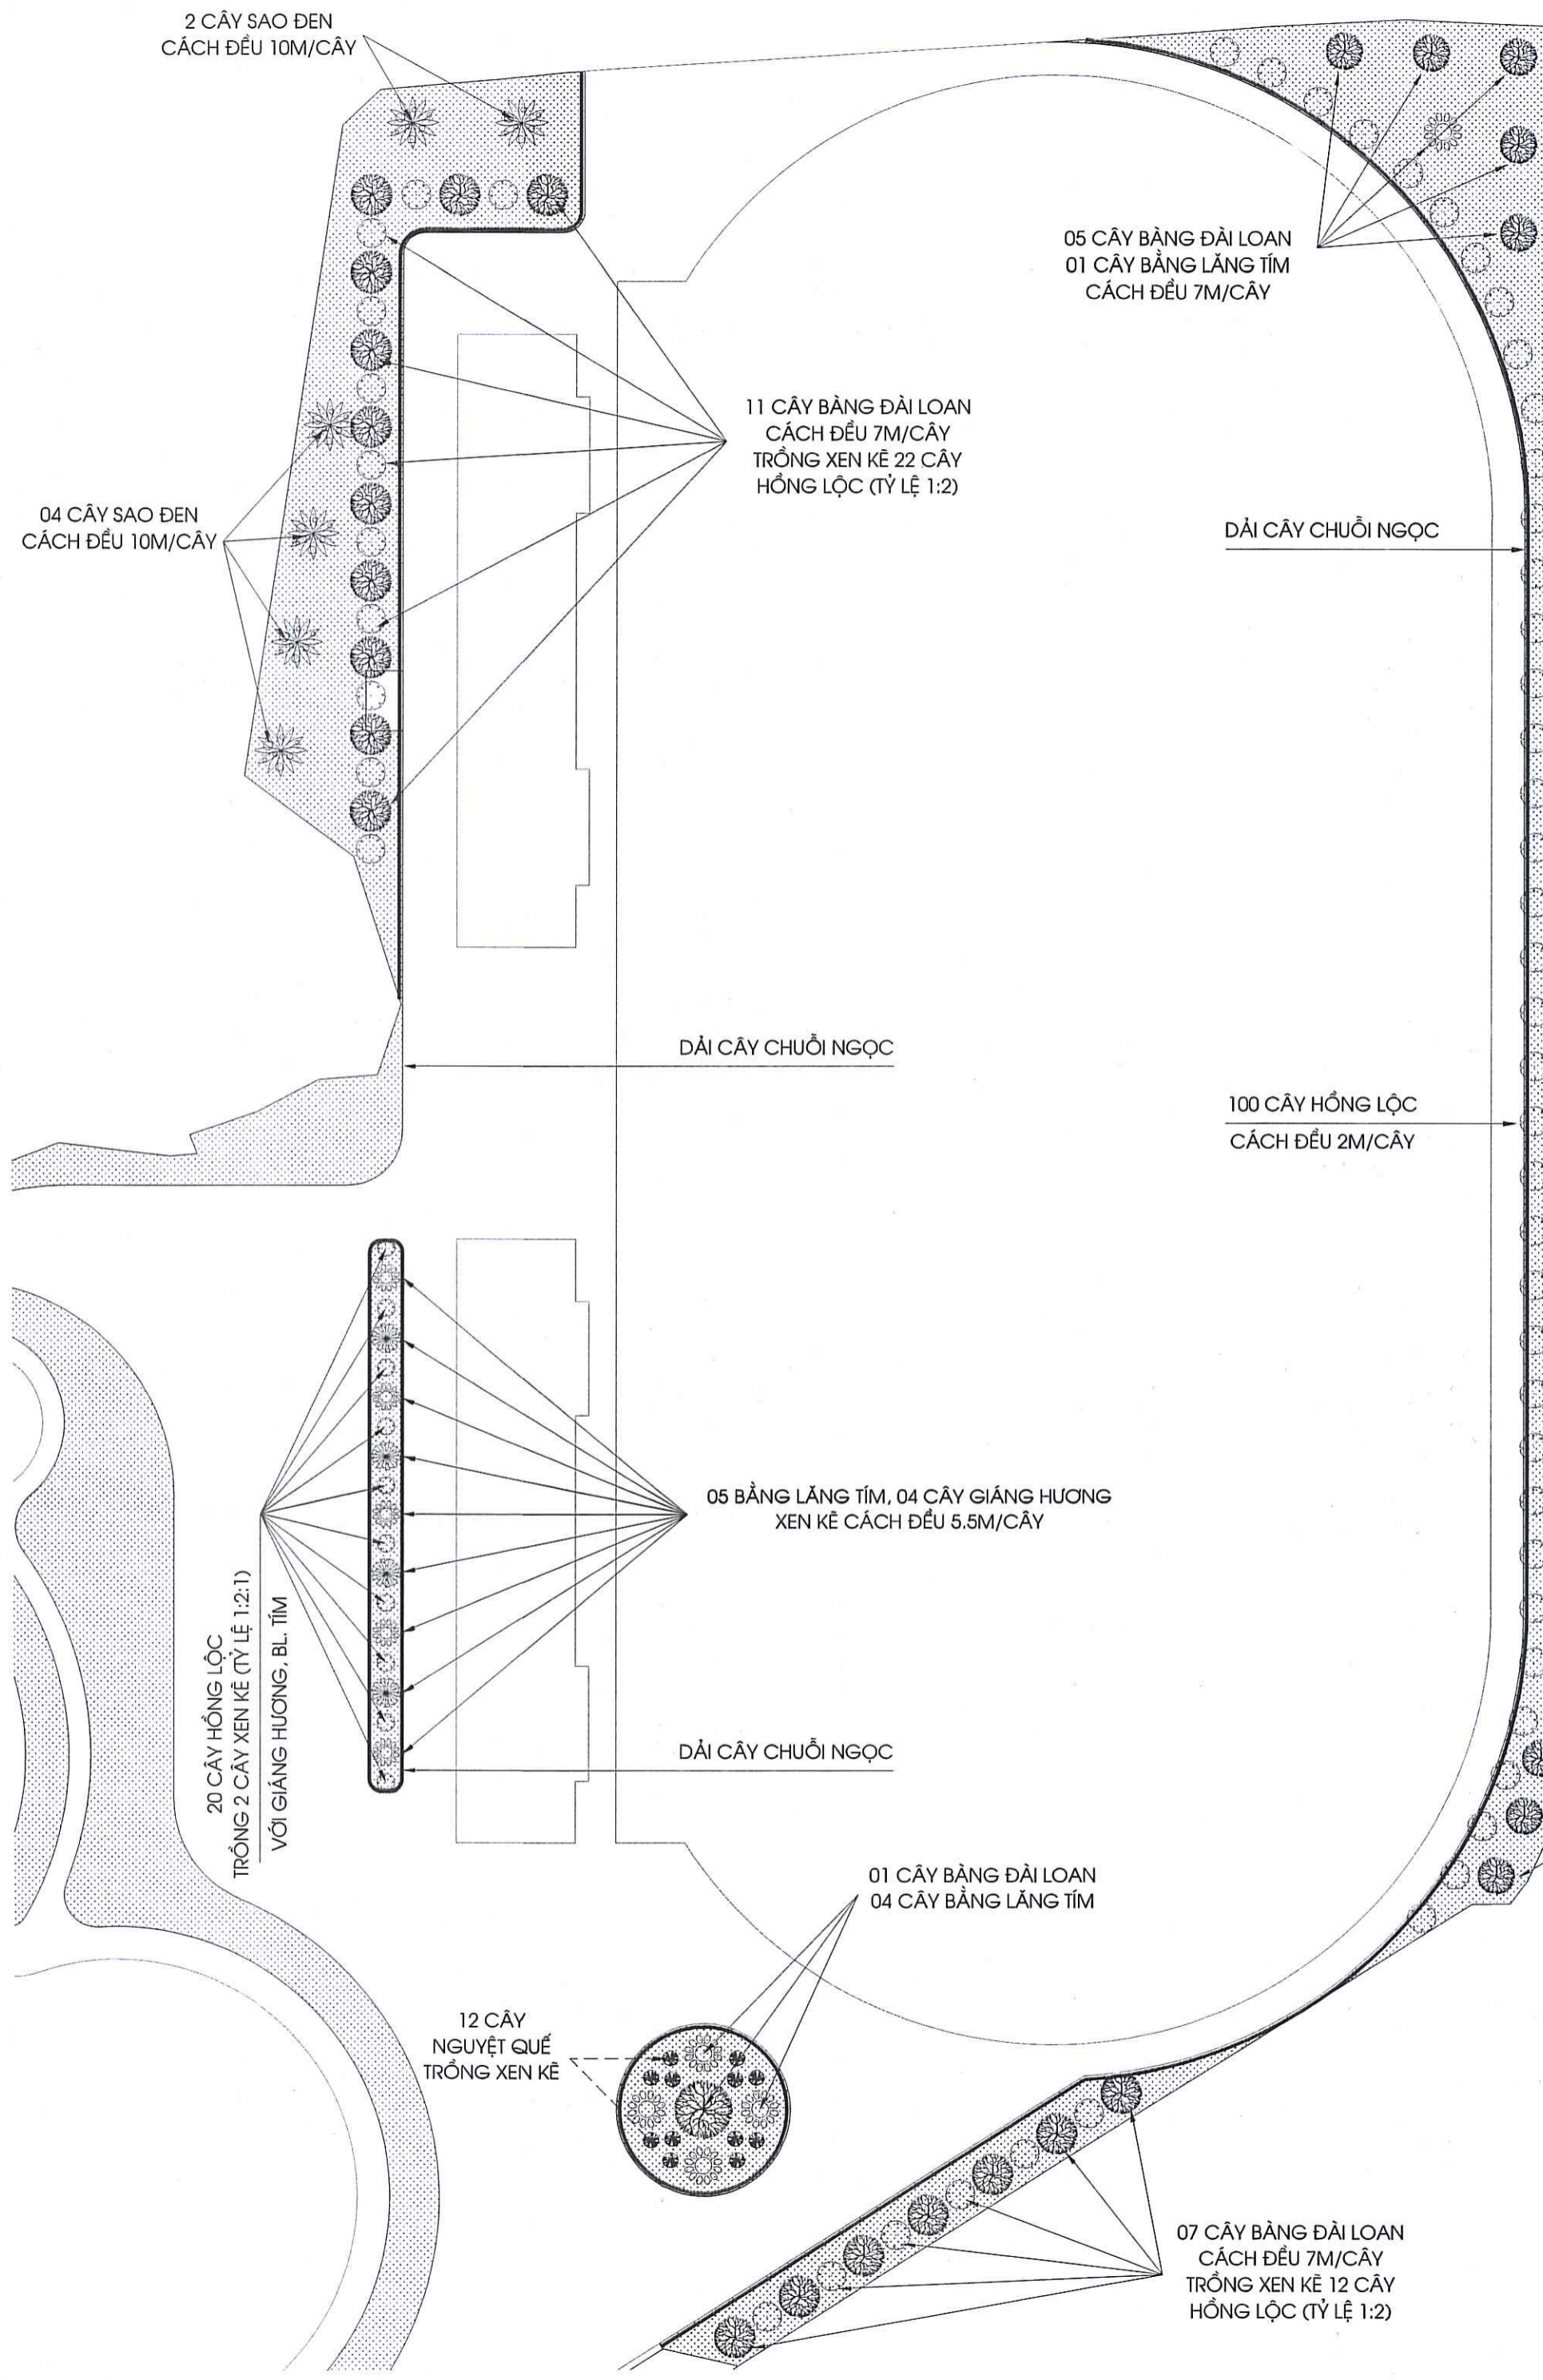 2 CÂY SAO ĐEN
CÁCH ĐỀU 10M/CÂY
05 CÂY BÀNG ĐÀI LOAN
01 CÂY BẰNG LĂNG TÍM
CÁCH ĐỀU 7M/CÂY
11 CÂY BÀNG ĐÀI LOAN
CÁCH ĐỀU 7M/CÂY
TRỒNG XEN KẼ 22 CÂY
HỒNG LỘC (TỶ LỆ 1:2)
04 CÂY SAO ĐEN
CÁCH ĐỀU 10M/CÂY
DẢI CÂY CHUỖI NGỌC
DẢI CÂY CHUỖI NGỌC
100 CÂY HỒNG LỘC
CÁCH ĐỀU 2M/CÂY
05 BẰNG LĂNG TÍM, 04 CÂY GIÁNG HƯƠNG
XEN KẼ CÁCH ĐỀU 5.5M/CÂY
20 CÂY HỒNG LỘC
TRỒNG 2 CÂY XEN KẼ (TỶ LỆ 1:2:1)
VỚI GIÁNG HƯƠNG, BL. TÍM
DẢI CÂY CHUỖI NGỌC
01 CÂY BÀNG ĐÀI LOAN
04 CÂY BẰNG LĂNG TÍM
12 CÂY
NGUYỆT QUẾ
TRỒNG XEN KẼ
07 CÂY BÀNG ĐÀI LOAN
CÁCH ĐỀU 7M/CÂY
TRỒNG XEN KẼ 12 CÂY
HỒNG LỘC (TỶ LỆ 1:2)